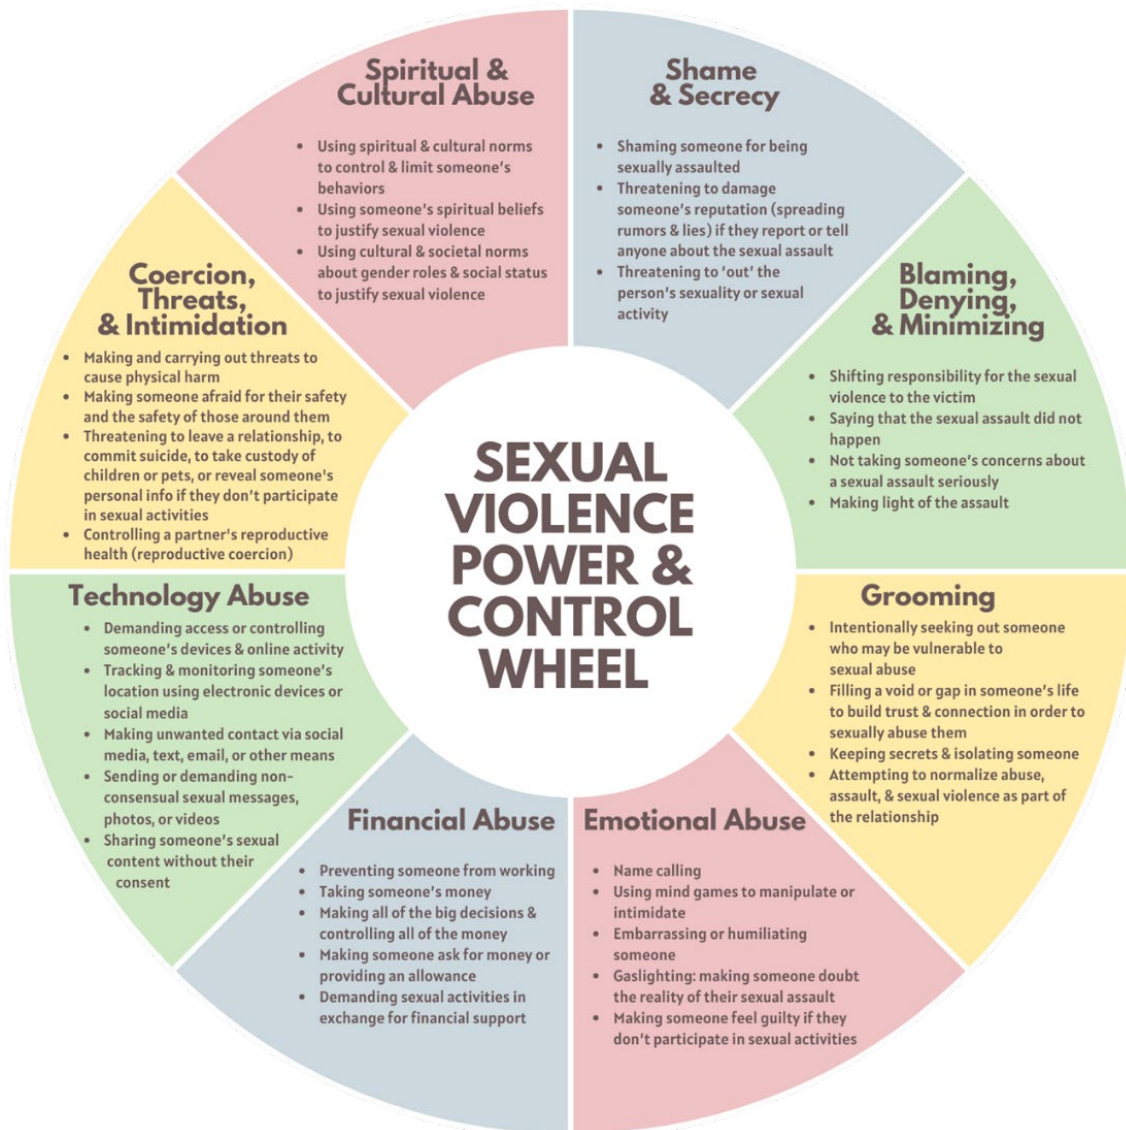 Spiritual &
Cultural Abuse
• Using spiritual & cultural norms
to control & limit someone's
behaviors
• Using someone's spiritual beliefs
to justify sexual violence
• Using cultural & societal norms
about gender roles & social status
to justify sexual violence
Shame
& Secrecy
• Shaming someone for being
sexually assaulted
• Threatening to damage
someone's reputation (spreading
rumors & lies) if they report or tell
anyone about the sexual assault
• Threatening to 'out' the
person's sexuality or sexual
activity
Blaming,
Denying,
& Minimizing
• Shifting responsibility for the sexual
violence to the victim
• Saying that the sexual assault did not
happen
• Not taking someone's concerns about
a sexual assault seriously
• Making light of the assault
Grooming
• Intentionally seeking out someone
who may be vulnerable to
sexual abuse
• Filling a void or gap in someone's life
to build trust & connection in order to
sexually abuse them
• Keeping secrets & isolating someone
• Attempting to normalize abuse,
assault, & sexual violence as part of
the relationship
Emotional Abuse
• Name calling
• Using mind games to manipulate or
intimidate
• Embarrassing or humiliating
someone
• Gaslighting: making someone doubt
the reality of their sexual assault
• Making someone feel guilty if they
don't participate in sexual activities
Financial Abuse
• Preventing someone from working
• Taking someone's money
• Making all of the big decisions &
controlling all of the money
• Making someone ask for money or
providing an allowance
• Demanding sexual activities in
exchange for financial support
Technology Abuse
• Demanding access or controlling
someone's devices & online activity
• Tracking & monitoring someone's
location using electronic devices or
social media
• Making unwanted contact via social
media, text, email, or other means
• Sending or demanding non-
consensual sexual messages,
photos, or videos
• Sharing someone's sexual
content without their
consent
Coercion,
Threats,
& Intimidation
• Making and carrying out threats to
cause physical harm
• Making someone afraid for their safety
and the safety of those around them
• Threatening to leave a relationship, to
commit suicide, to take custody of
children or pets, or reveal someone's
personal info if they don't participate
in sexual activities
• Controlling a partner's reproductive
health (reproductive coercion)
SEXUAL
VIOLENCE
POWER &
CONTROL
WHEEL